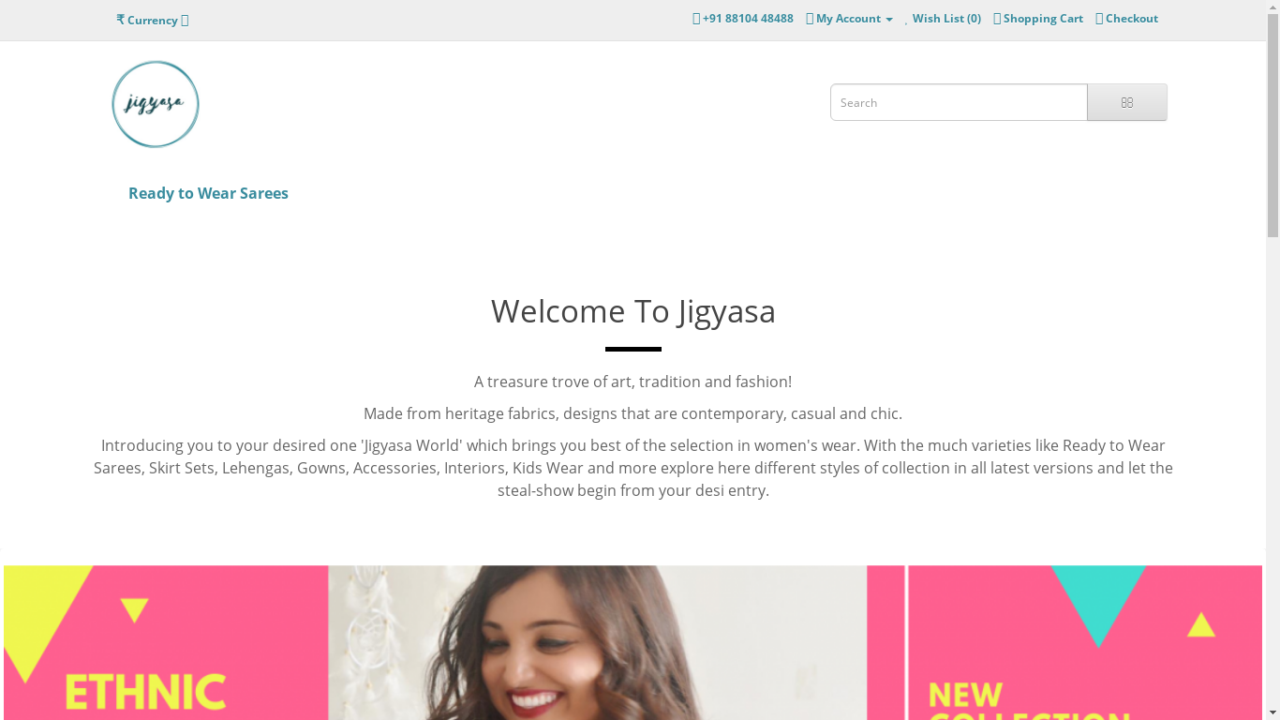 ₹ Currency
+91 88104 48488 My Account Wish List (0) Shopping Cart Checkout
jigyasa
Search
Ready to Wear Sarees
Welcome To Jigyasa
A treasure trove of art, tradition and fashion!
Made from heritage fabrics, designs that are contemporary, casual and chic.
Introducing you to your desired one 'Jigyasa World' which brings you best of the selection in women's wear. With the much varieties like Ready to Wear
Sarees, Skirt Sets, Lehengas, Gowns, Accessories, Interiors, Kids Wear and more explore here different styles of collection in all latest versions and let the
steal-show begin from your desi entry.
ETHNIC
NEW
COLLECTION